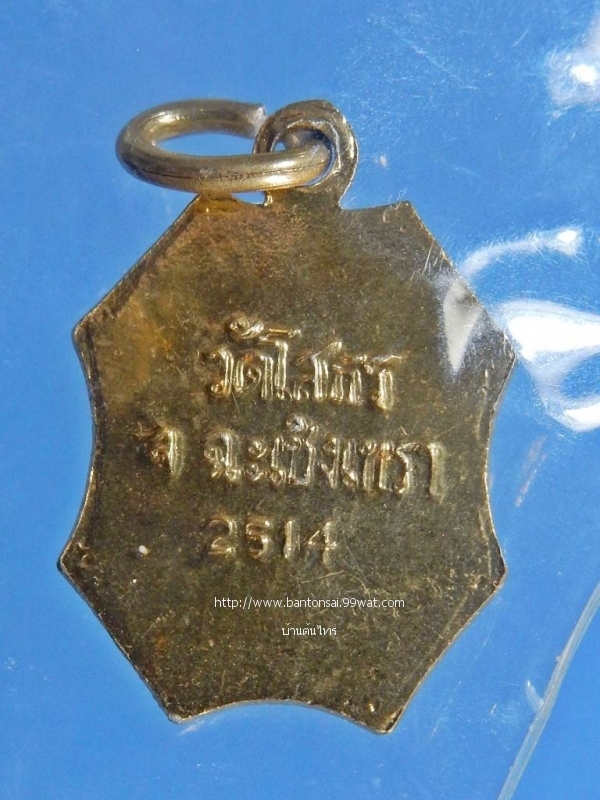 วัดโสธร
จ ฉะเชิงเทรา
2514
http://www.bantonsai.99wat.com
บ้านต้นไทร